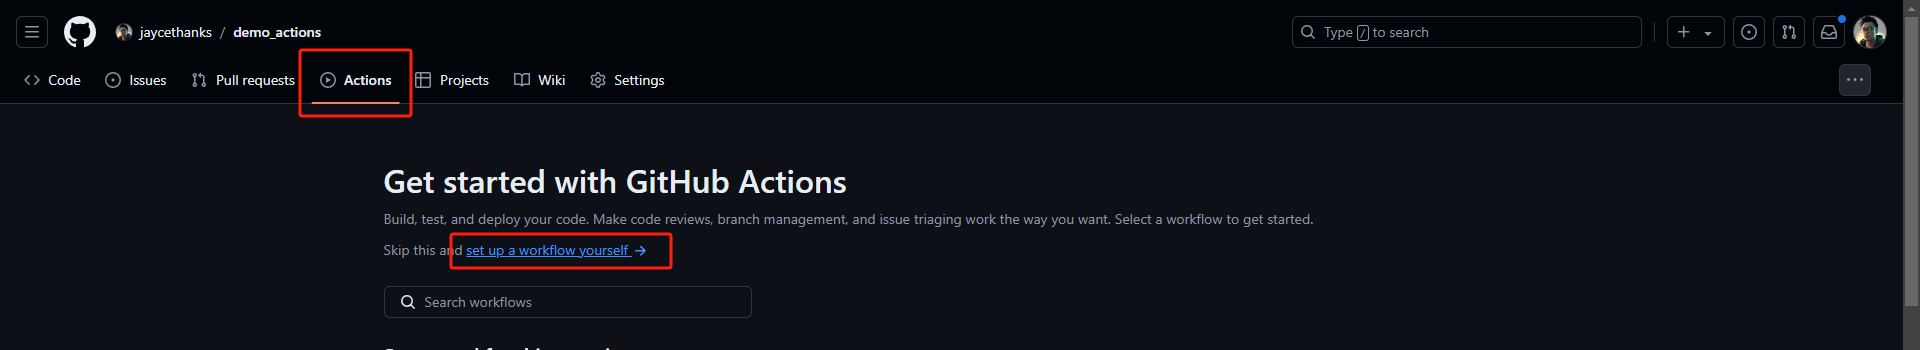 jaycethanks / demo_actions
Type / to search
Code Issues Pull requests Actions Projects Wiki Settings
Get started with GitHub Actions
Build, test, and deploy your code. Make code reviews, branch management, and issue triaging work the way you want. Select a workflow to get started.
Skip this and set up a workflow yourself →
Search workflows